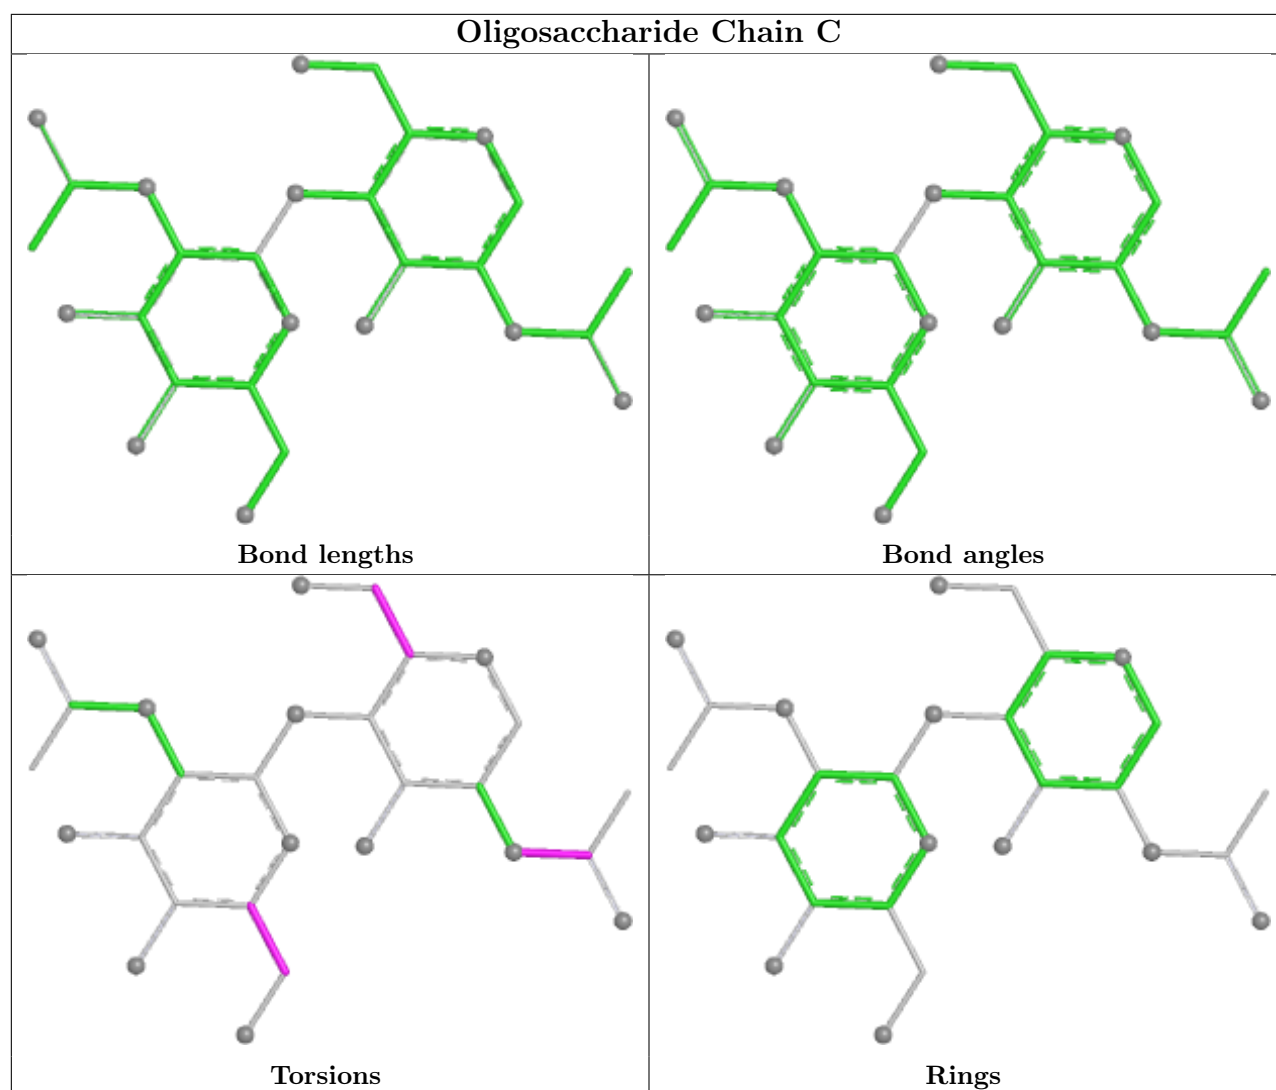 Oligosaccharide Chain C
Bond lengths
Bond angles
Torsions
Rings